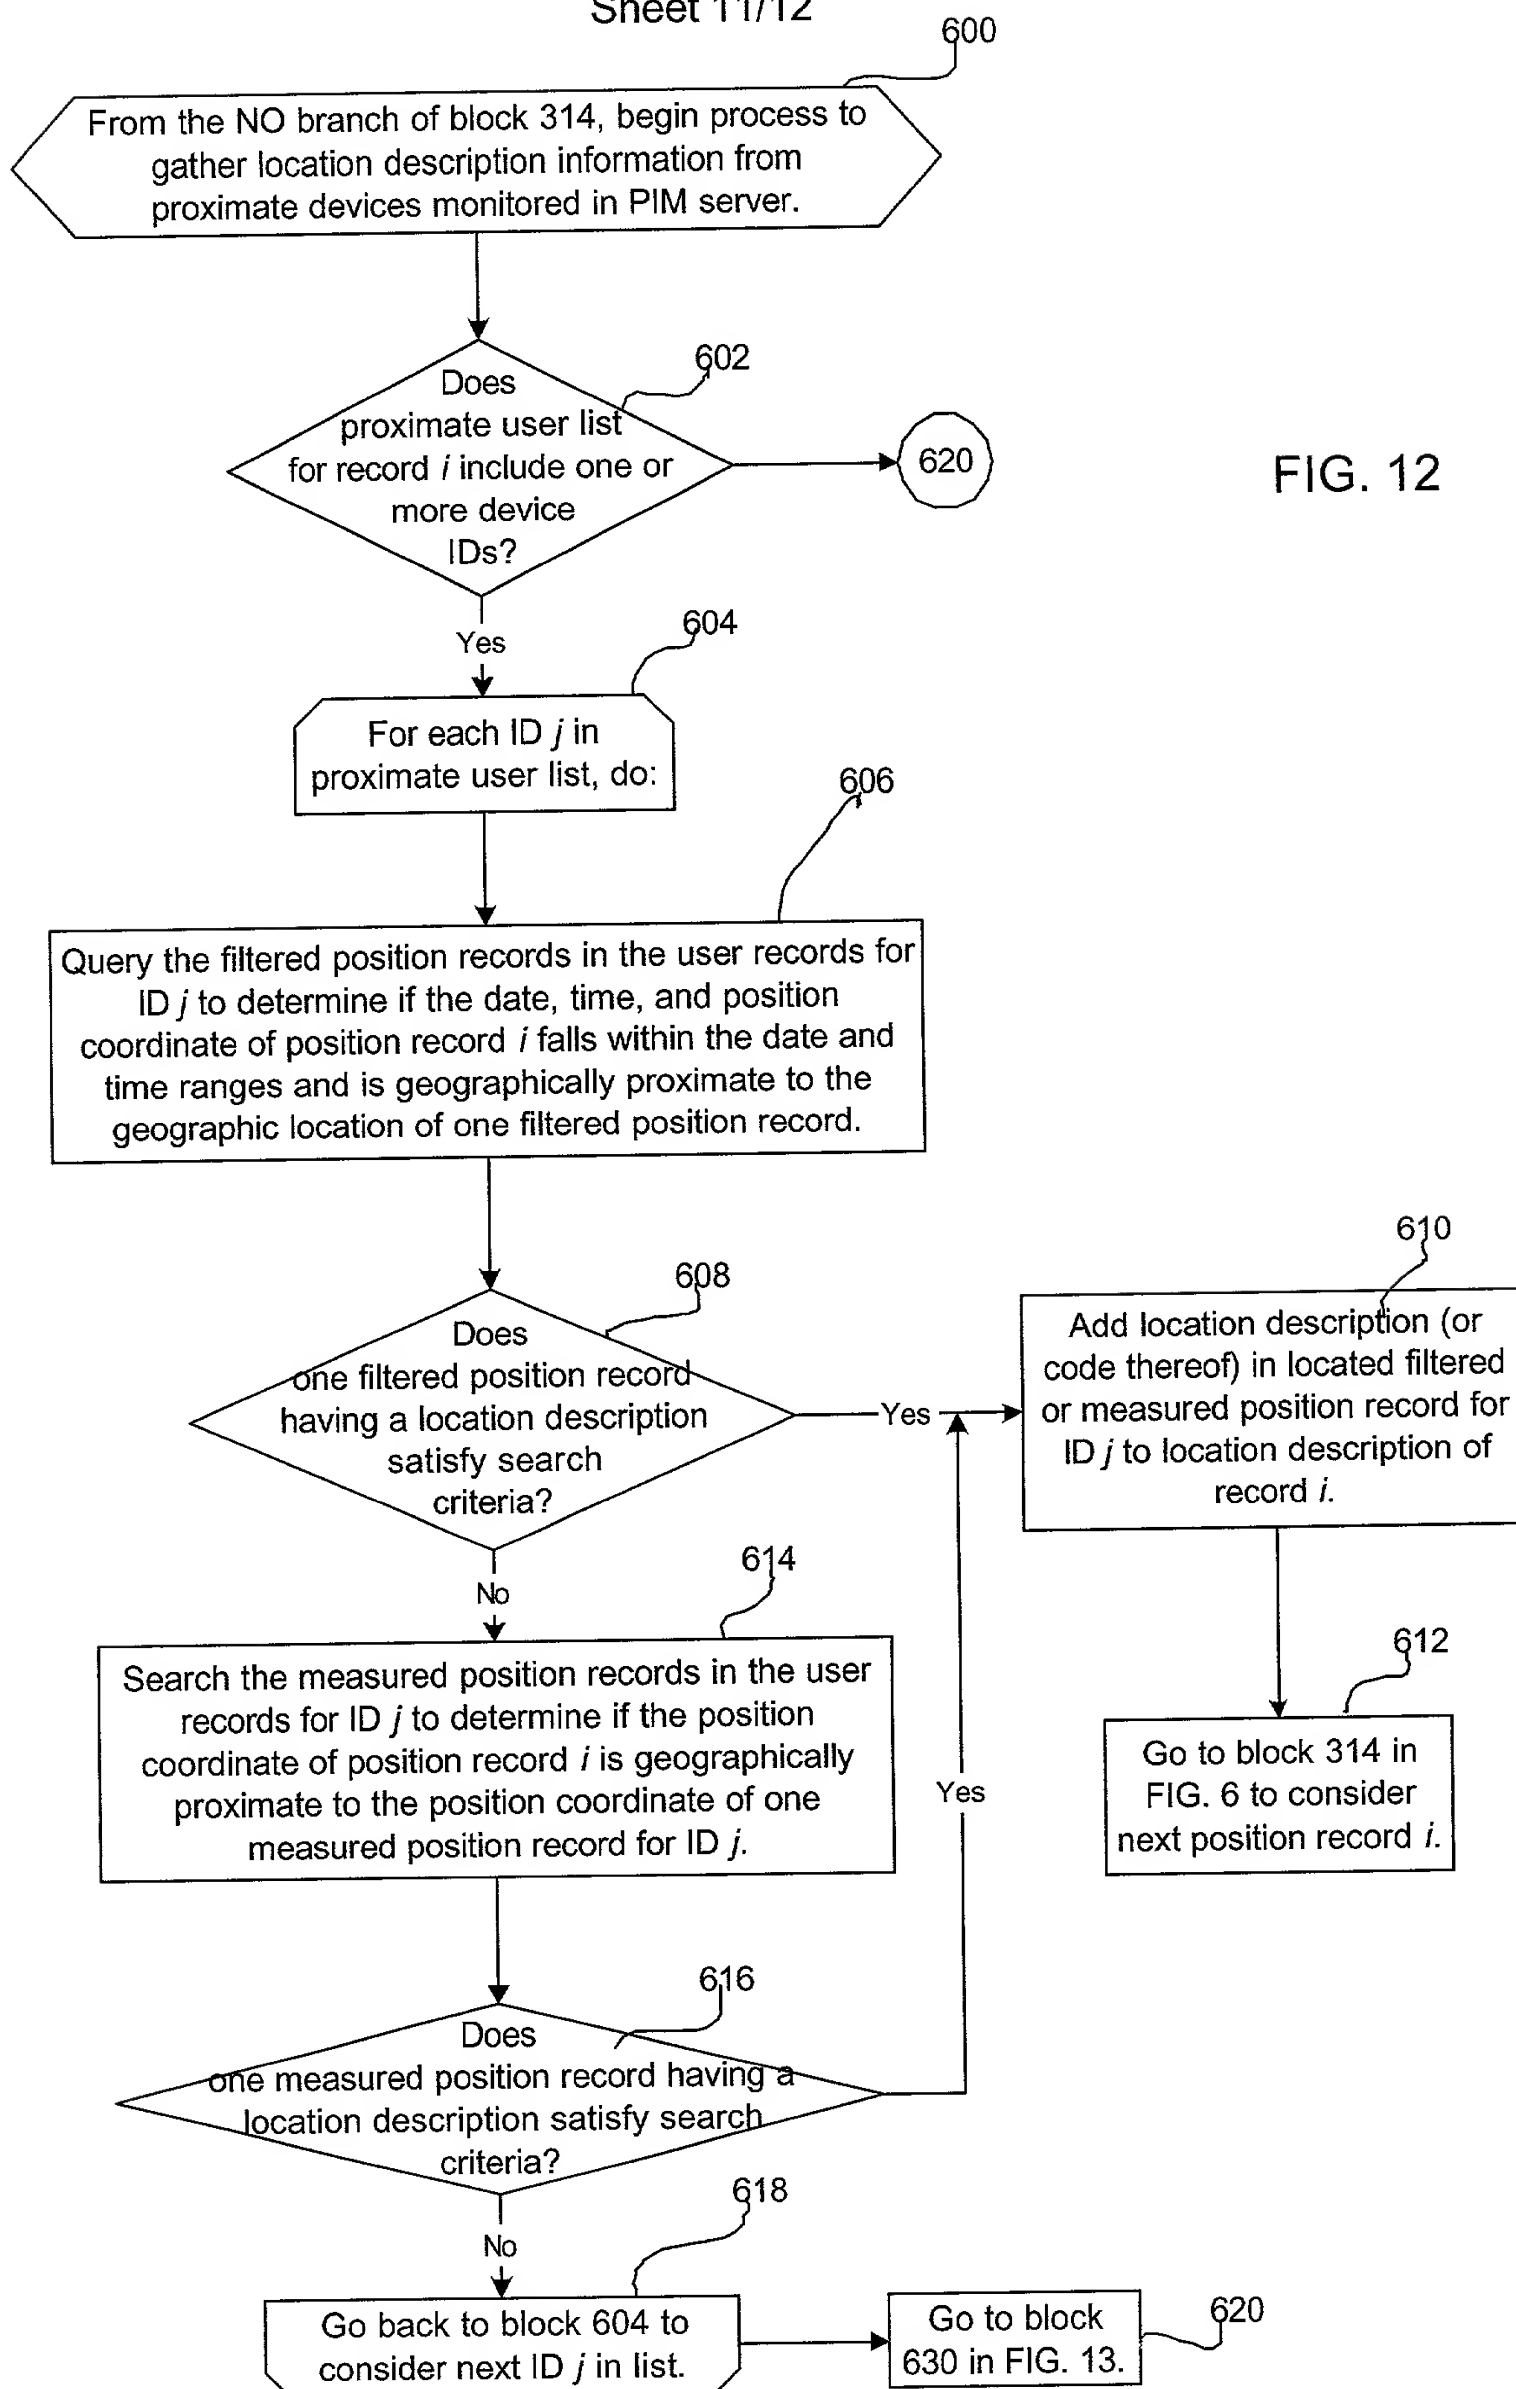 Sheet 11/12
600
From the NO branch of block 314, begin process to
gather location description information from
proximate devices monitored in PIM server.
602
Does
proximate user list
for record i include one or
more device
IDs?
620
FIG. 12
Yes
604
For each ID j in
proximate user list, do:
606
Query the filtered position records in the user records for
ID j to determine if the date, time, and position
coordinate of position record i falls within the date and
time ranges and is geographically proximate to the
geographic location of one filtered position record.
608
Does
one filtered position record
having a location description
satisfy search
criteria?
Yes
610
Add location description (or
code thereof) in located filtered
or measured position record for
ID j to location description of
record i.
No
614
Search the measured position records in the user
records for ID j to determine if the position
coordinate of position record i is geographically
proximate to the position coordinate of one
measured position record for ID j.
Yes
612
Go to block 314 in
FIG. 6 to consider
next position record i.
616
Does
one measured position record having a
location description satisfy search
criteria?
No
618
Go back to block 604 to
consider next ID j in list.
Go to block
630 in FIG. 13.
620